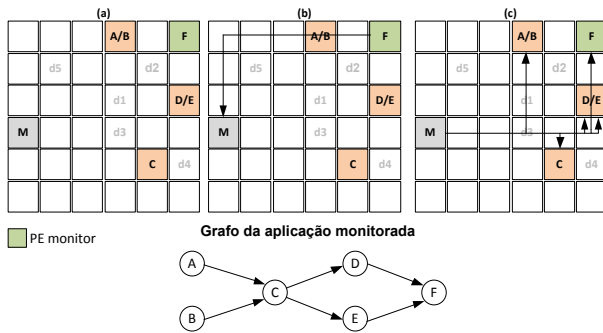 (a) (b) (c)
A/B F A/B F A/B F
d5 d2 d5 d2 d5 d2
d1 D/E d1 D/E d1 D/E
M d3 M d3 M d3
C d4 C d4 C d4
Grafo da aplicação monitorada
PE monitor
A D
C F
B E